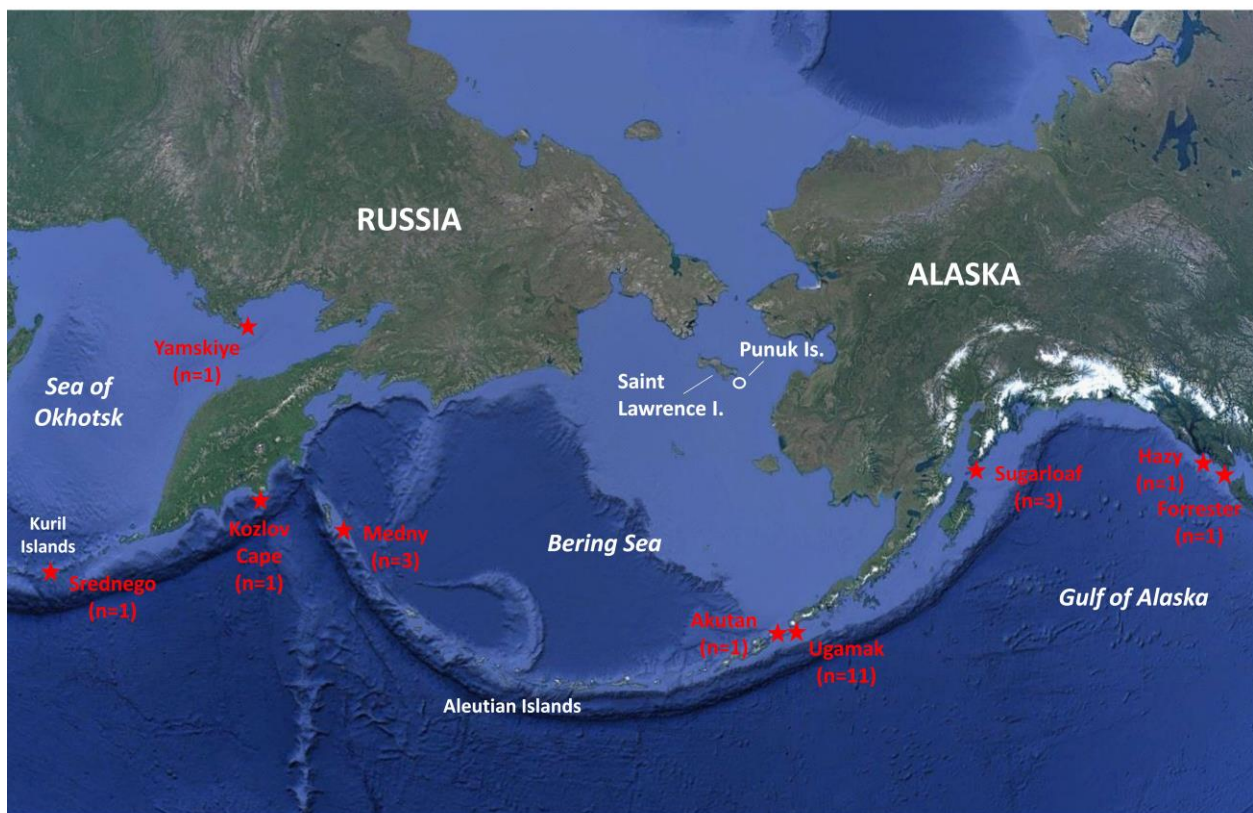 RUSSIA
ALASKA
Yamskiye
(n=1)
Sea of
Okhotsk
Punuk Is.
Saint
Lawrence I.
Kuril
Islands
Srednego
(n=1)
Kozlov
Cape
(n=1)
Medny
(n=3)
Bering Sea
Aleutian Islands
Akutan
(n=1)
Ugamak
(n=11)
Sugarloaf
(n=3)
Hazy
(n=1)
Forrester
(n=1)
Gulf of Alaska